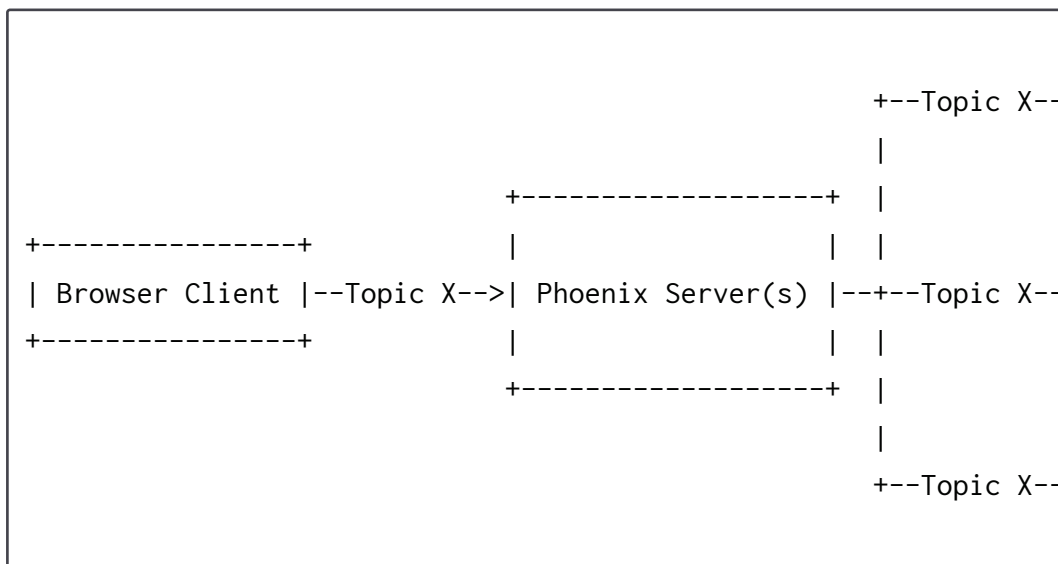 +--Topic X--
|
+------------------+ |
+----------------+ | | |
| Browser Client |--Topic X-->| Phoenix Server(s) |--+--Topic X--
+----------------+ | | |
+------------------+ |
|
+--Topic X--